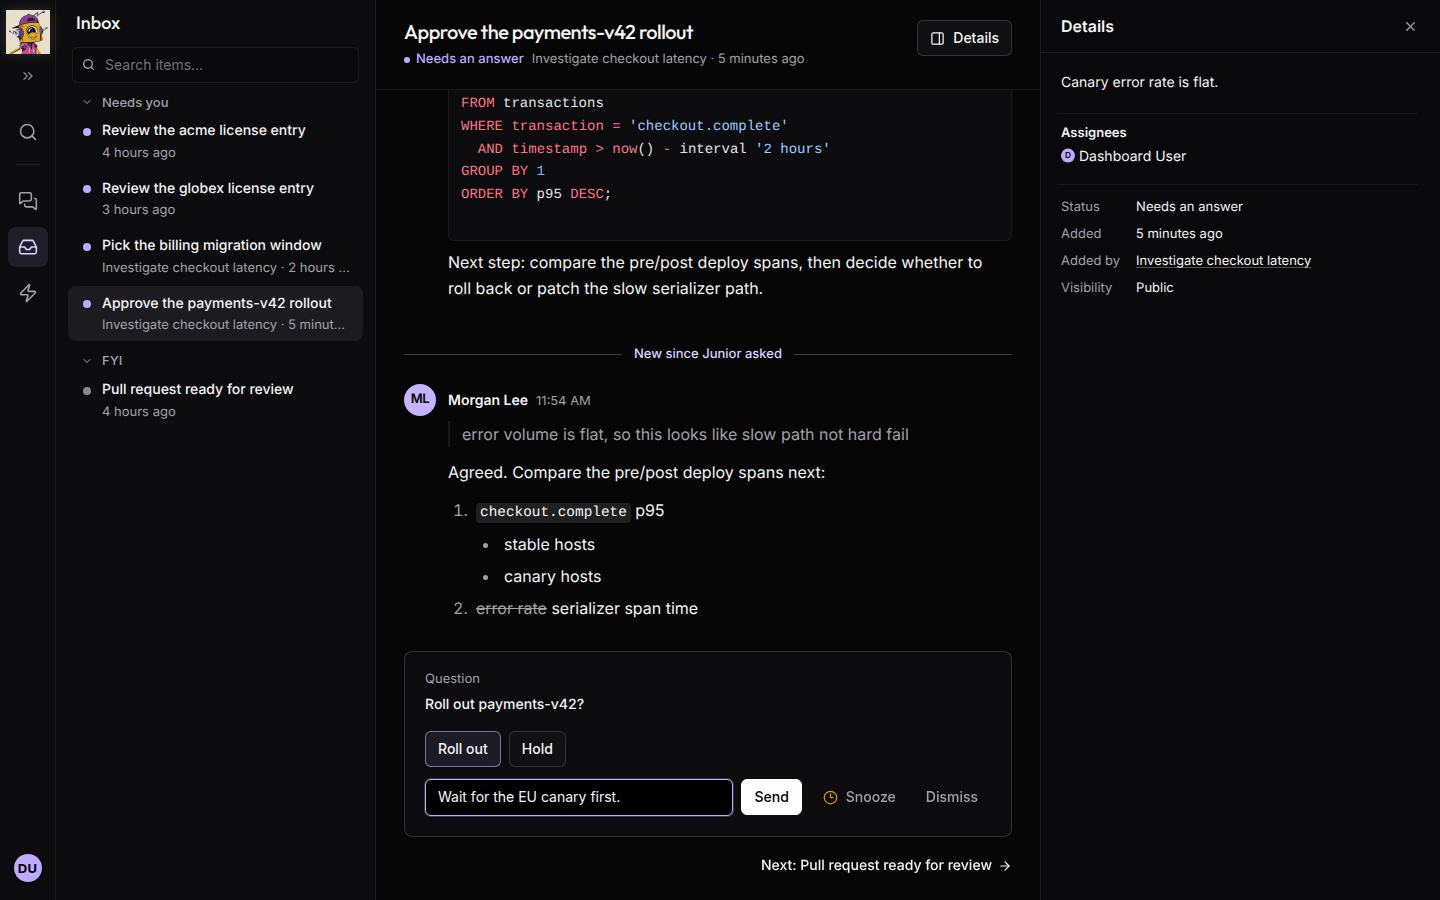 Inbox
Search items...
Needs you
Review the acme license entry
4 hours ago
Review the globex license entry
3 hours ago
Pick the billing migration window
Investigate checkout latency · 2 hours ...
Approve the payments-v42 rollout
Investigate checkout latency · 5 minut...
FYI
Pull request ready for review
4 hours ago
DU
Approve the payments-v42 rollout
Needs an answer Investigate checkout latency · 5 minutes ago
Details
FROM transactions
WHERE transaction = 'checkout.complete'
AND timestamp > now() - interval '2 hours'
GROUP BY 1
ORDER BY p95 DESC;
Next step: compare the pre/post deploy spans, then decide whether to
roll back or patch the slow serializer path.
New since Junior asked
ML Morgan Lee 11:54 AM
error volume is flat, so this looks like slow path not hard fail
Agreed. Compare the pre/post deploy spans next:
1. checkout.complete p95
• stable hosts
• canary hosts
2. error rate serializer span time
Question
Roll out payments-v42?
Roll out Hold
Wait for the EU canary first.
Send Snooze Dismiss
Next: Pull request ready for review →
Details
Canary error rate is flat.
Assignees
D Dashboard User
Status Needs an answer
Added 5 minutes ago
Added by Investigate checkout latency
Visibility Public